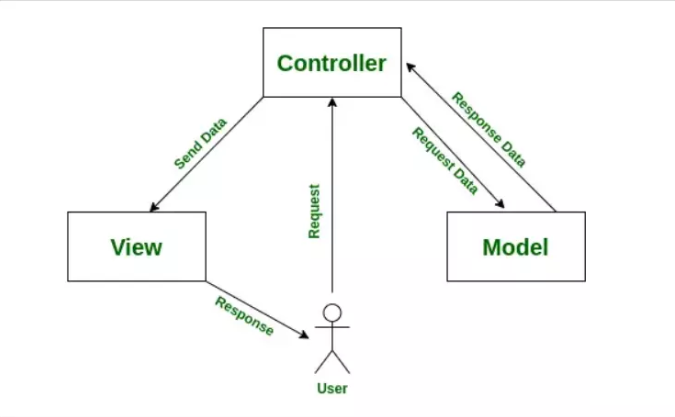 Controller
Send Data
Request
Request Data
Response Data
View
Model
Response
User